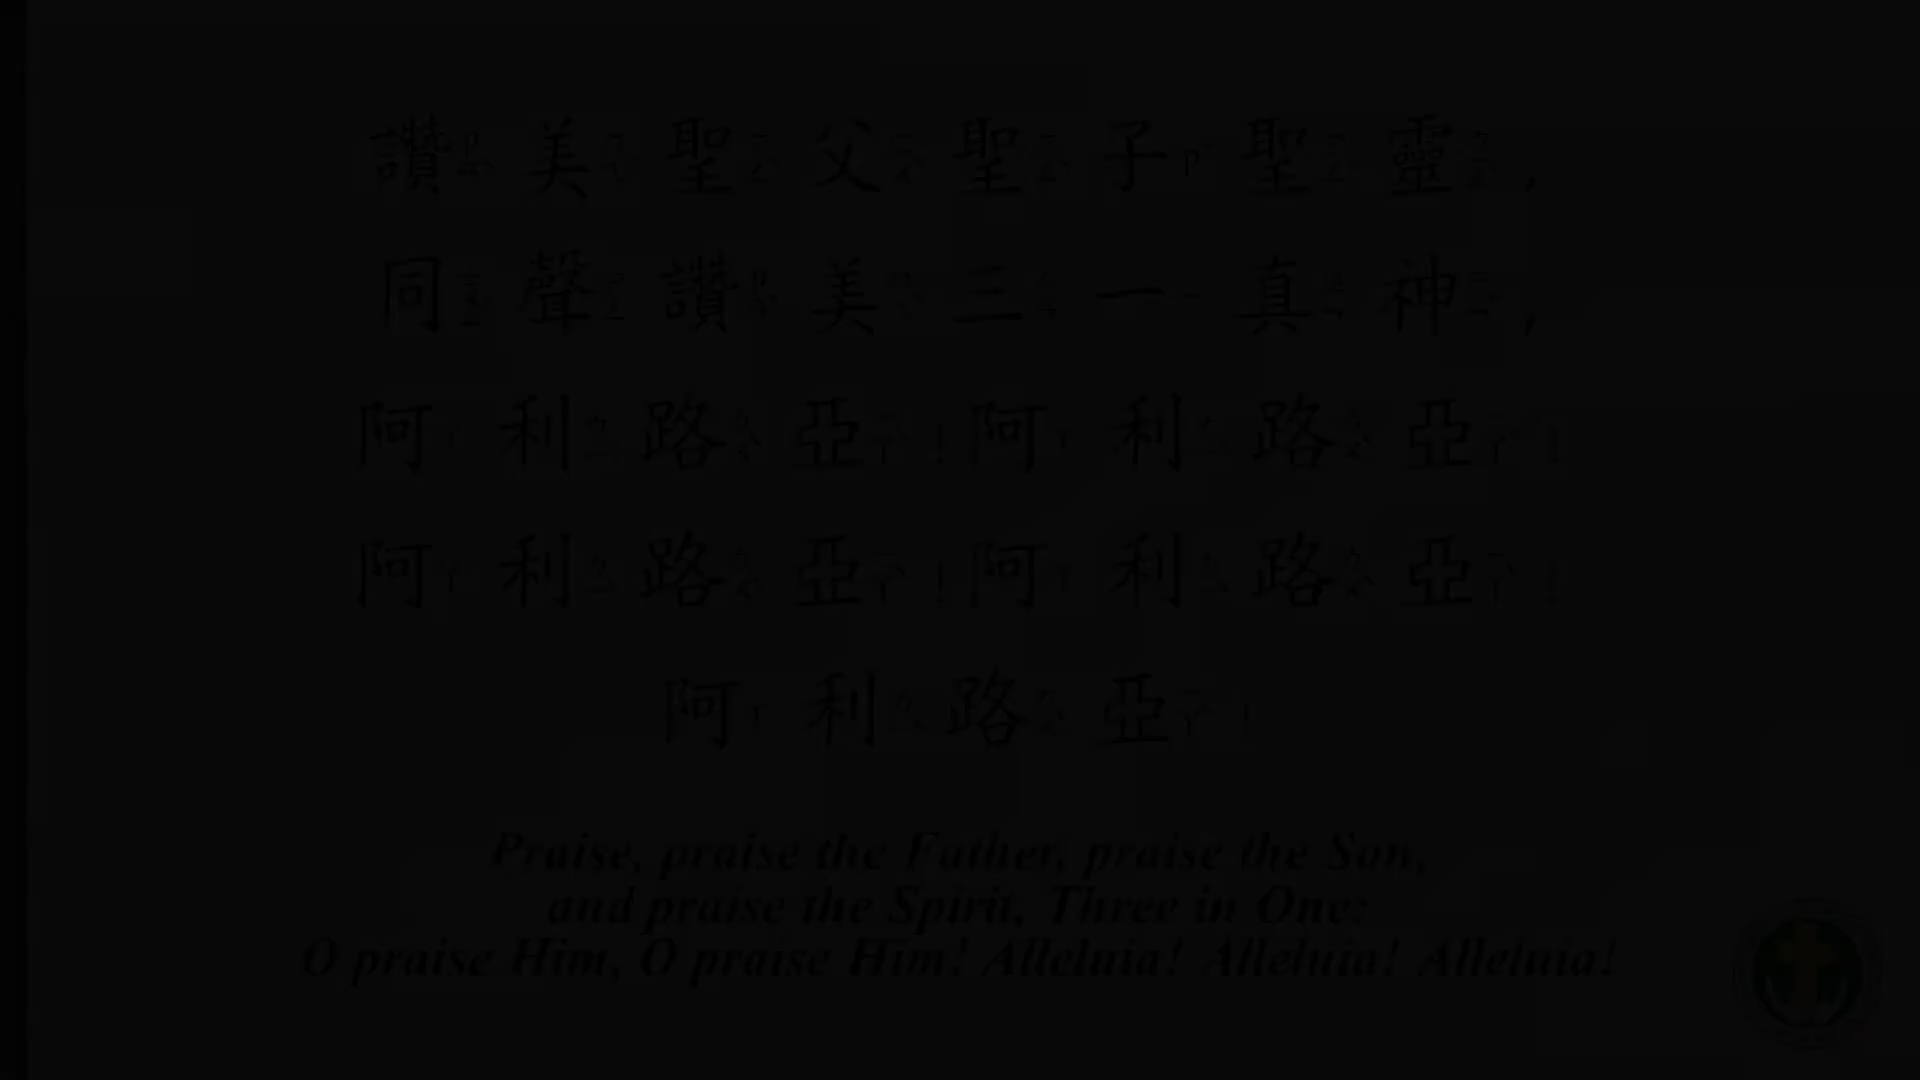 讚美聖父聖子聖靈,
同聲讚美三一真神,
阿利路亞!阿利路亞!
阿利路亞!阿利路亞!
阿利路亞!
Praise, praise the Father, praise the Son,
and praise the Spirit, Three in One:
O praise Him, O praise Him! Alleluia! Alleluia! Alleluia!